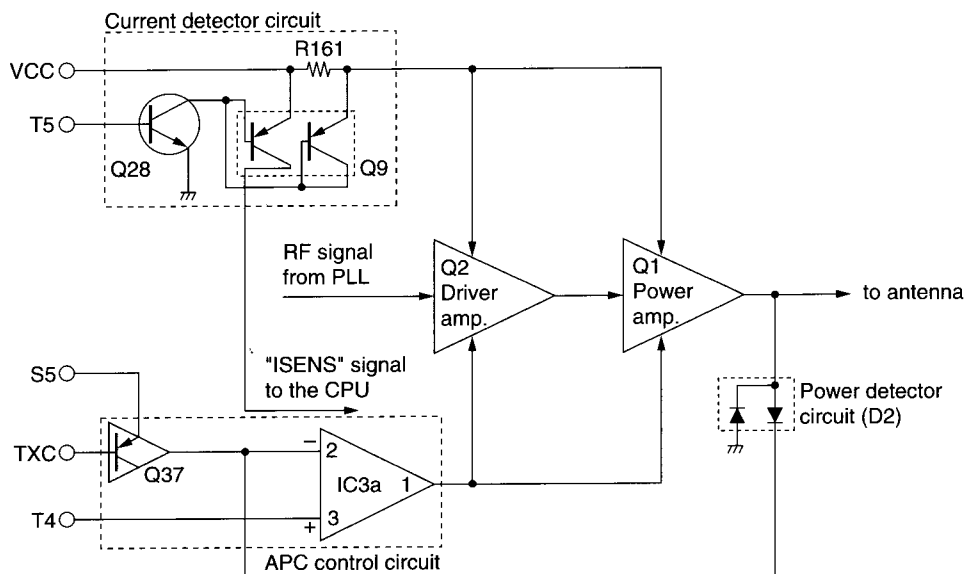 Current detector circuit
R161
VCC
T5
Q28
Q9
RF signal
from PLL
Q2
Driver
amp.
Q1
Power
amp.
to antenna
"ISENS" signal
to the CPU
S5
Power detector
circuit (D2)
TXC
Q37
− 2
IC3a 1
T4
+ 3
APC control circuit